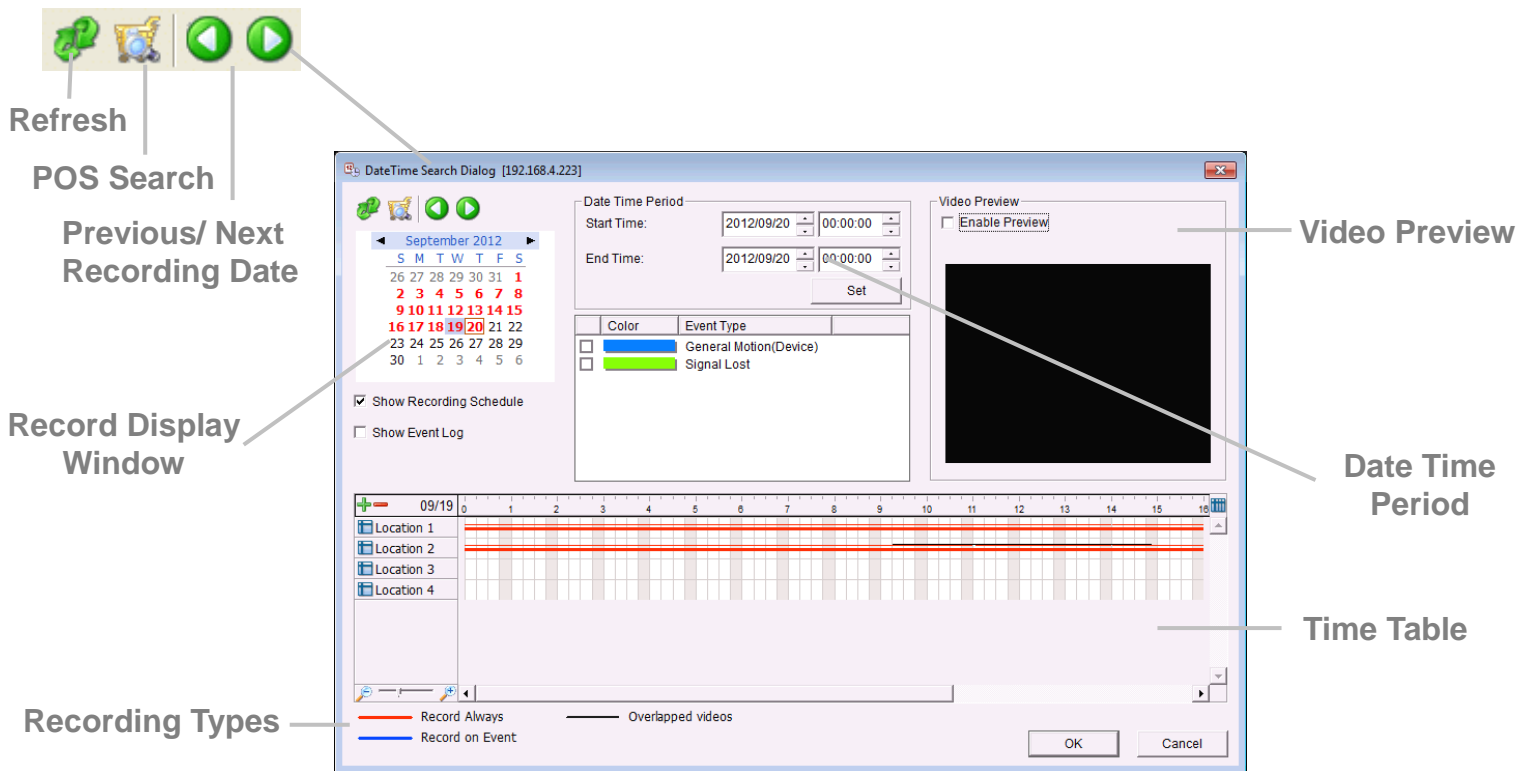 Refresh
POS Search
Previous/ Next
Recording Date
DateTime Search Dialog [192.168.4.223]
September 2012
S M T W T F S
26 27 28 29 30 31 1
2 3 4 5 6 7 8
9 10 11 12 13 14 15
16 17 18 19 20 21 22
23 24 25 26 27 28 29
30 1 2 3 4 5 6
Show Recording Schedule
Show Event Log
Date Time Period
Start Time: 2012/09/20 00:00:00
End Time: 2012/09/20 00:00:00
Set
Color Event Type
General Motion(Device)
Signal Lost
Video Preview
Enable Preview
Video Preview
Record Display
Window
Date Time
Period
09/19 0 1 2 3 4 5 6 7 8 9 10 11 12 13 14 15 16
Location 1
Location 2
Location 3
Location 4
Time Table
Recording Types
Record Always
Overlapped videos
Record on Event
OK
Cancel